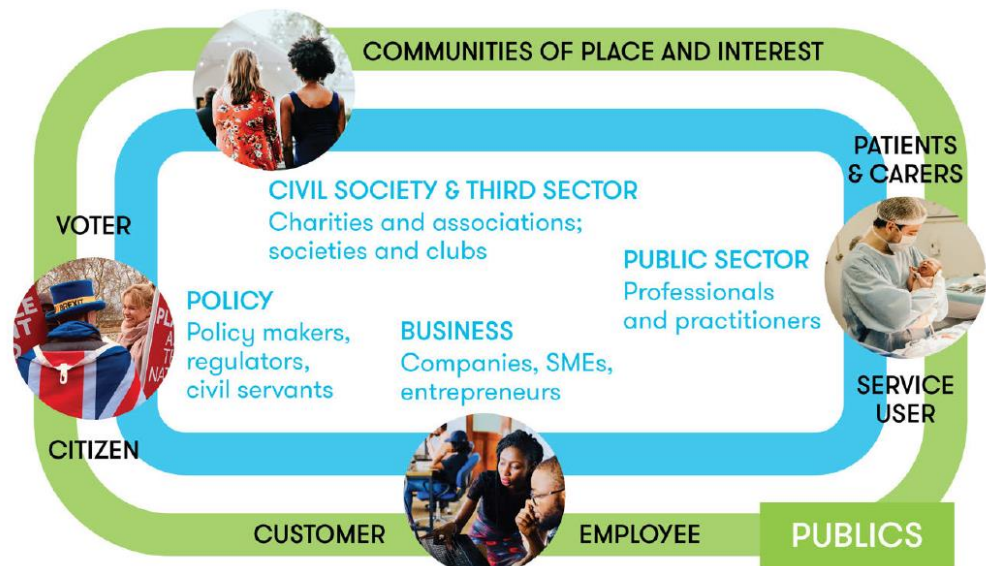 COMMUNITIES OF PLACE AND INTEREST
PATIENTS
& CARERS
CIVIL SOCIETY & THIRD SECTOR
Charities and associations;
societies and clubs
VOTER
PUBLIC SECTOR
Professionals
and practitioners
POLICY
Policy makers,
regulators,
civil servants
BUSINESS
Companies, SMEs,
entrepreneurs
SERVICE
USER
CITIZEN
CUSTOMER
EMPLOYEE
PUBLICS